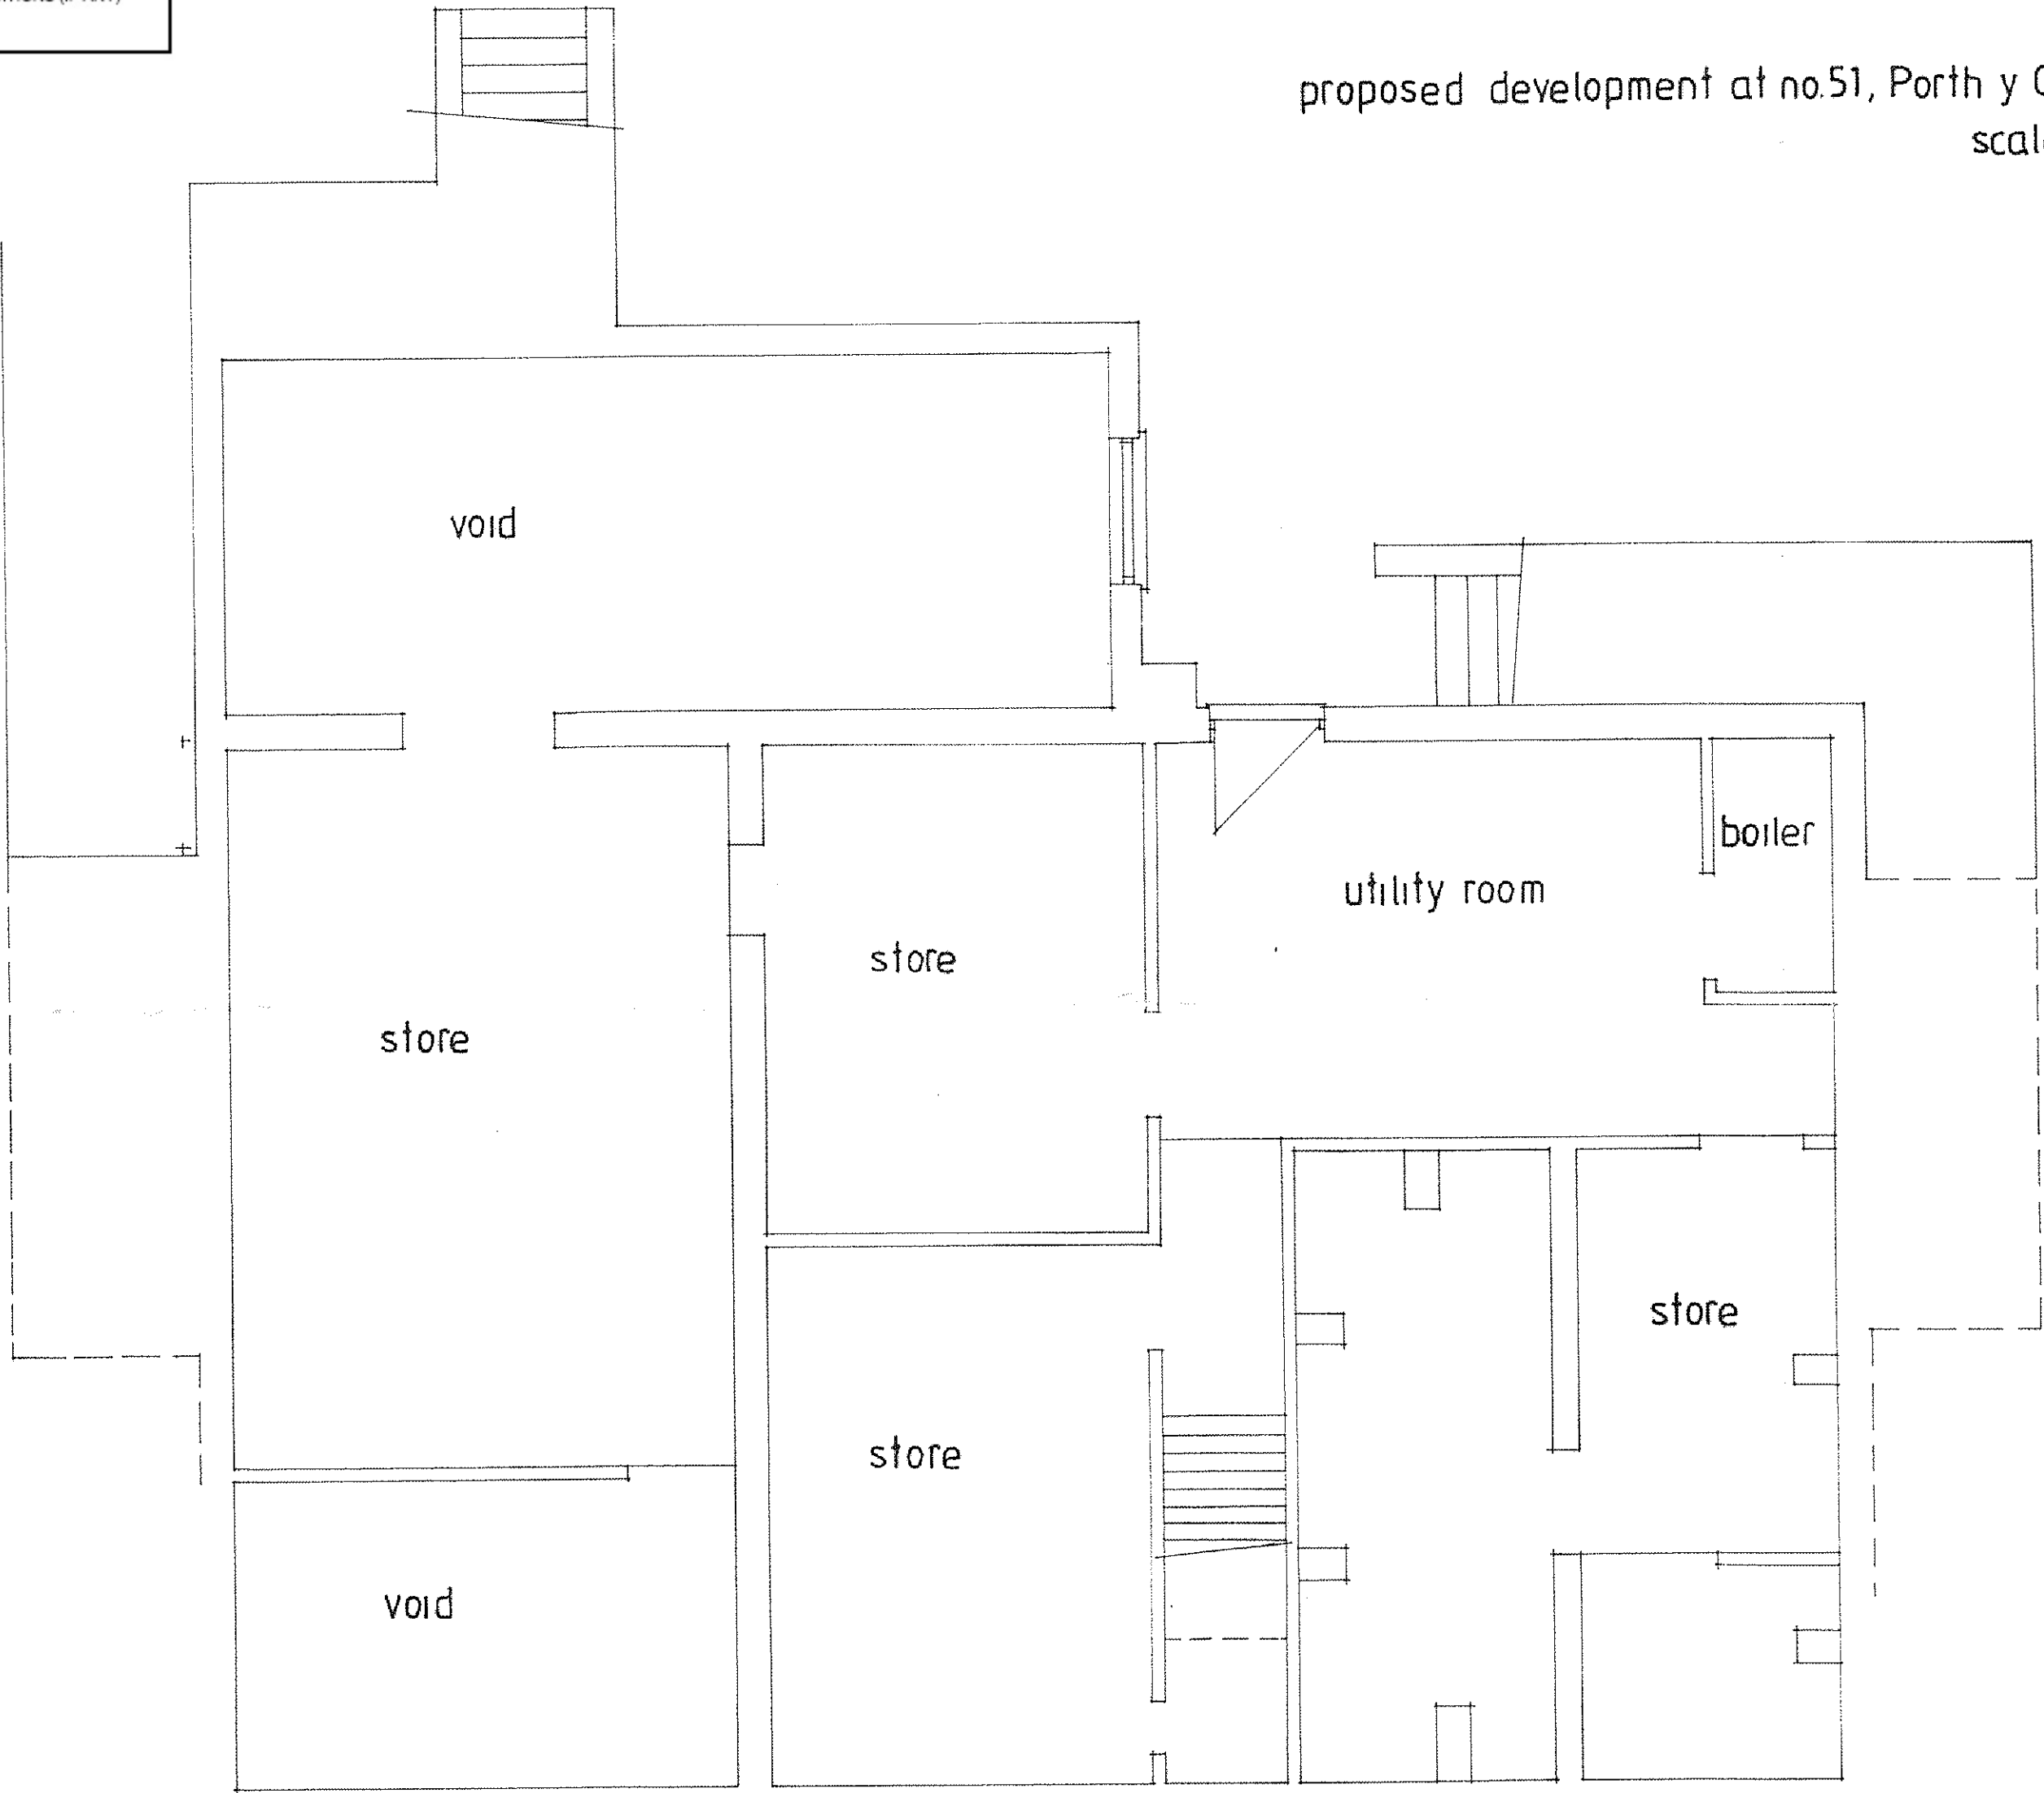 proposed development at no.51, Porth y
void
boiler
utility room
store
store
store
store
void